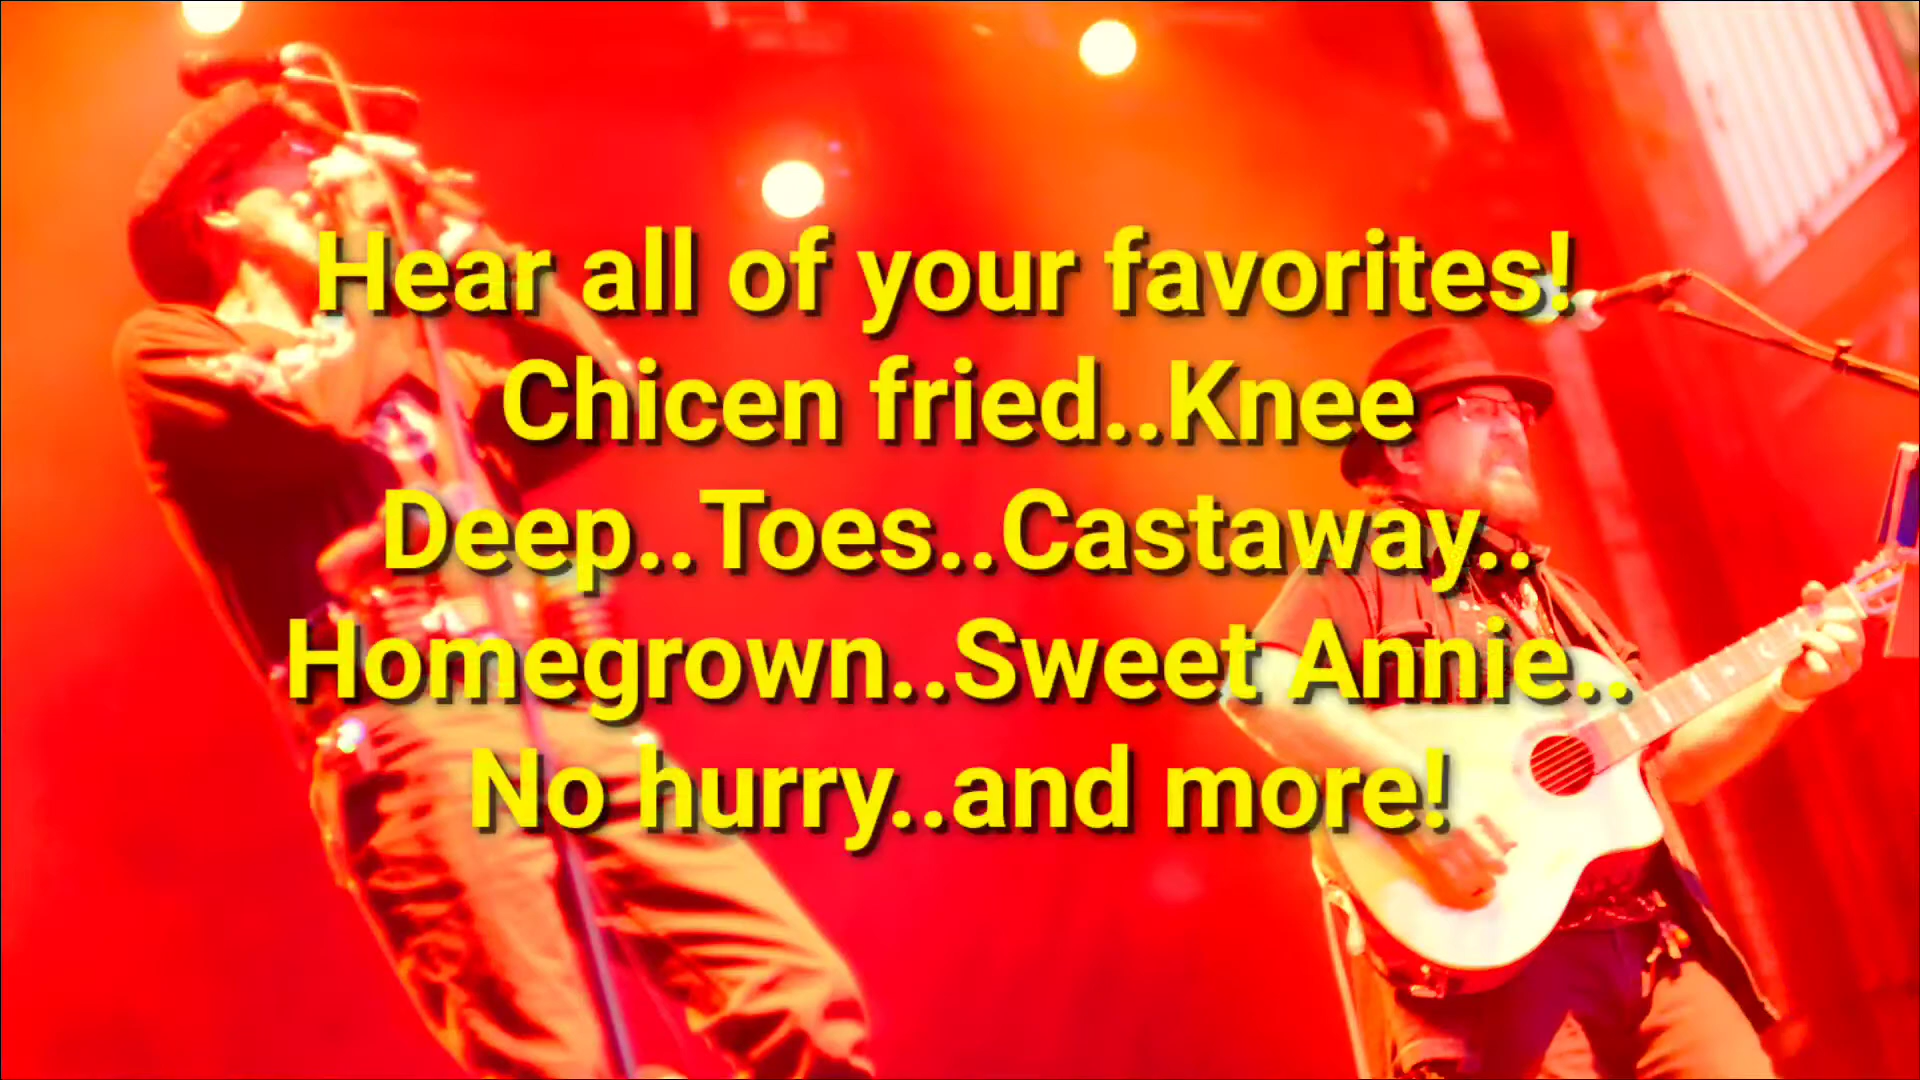 Hear all of your favorites!
Chicen fried..Knee
Deep..Toes..Castaway..
Homegrown..Sweet Annie..
No hurry..and more!